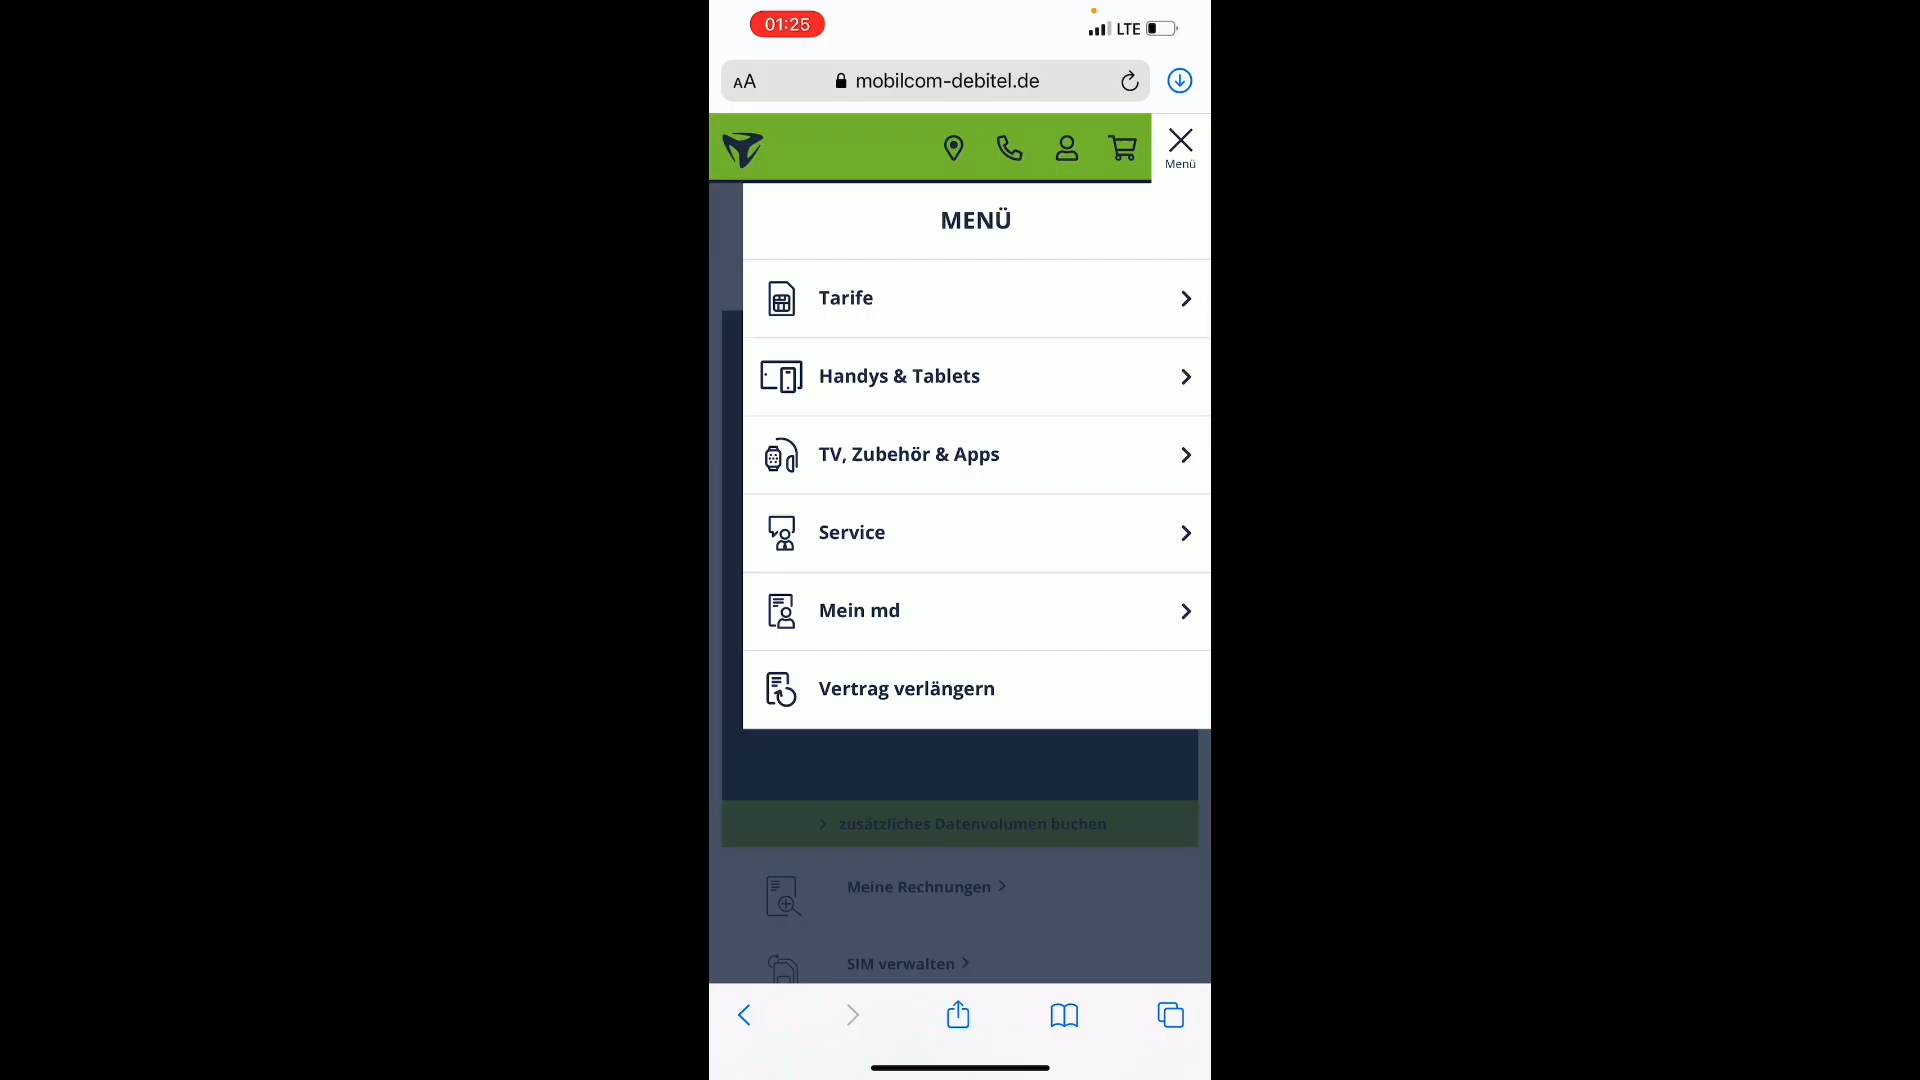 01:25
LTE
AA
mobilcom-debitel.de
Menü
MENÜ
Tarife
Handys & Tablets
TV, Zubehör & Apps
Service
Mein md
Vertrag verlängern
zusätzliches Datenvolumen buchen
Meine Rechnungen
SIM verwalten